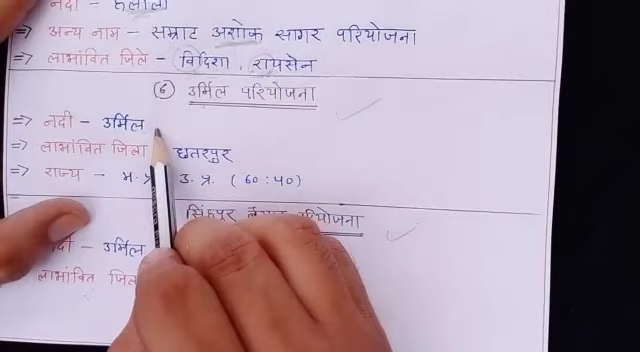 नदी - हलाली
=> अन्य नाम - सम्राट अशोक सागर परियोजना
=> लाभांवित जिले - विदिशा, रायसेन
(6) उर्मिल परियोजना
=> नदी - उर्मिल
=> लाभांवित जिला छतरपुर
=> राज्य - म. प्र. उ. प्र. (60:40)
सिंहपुर परियोजना
नदी - उर्मिल
लाभांवित